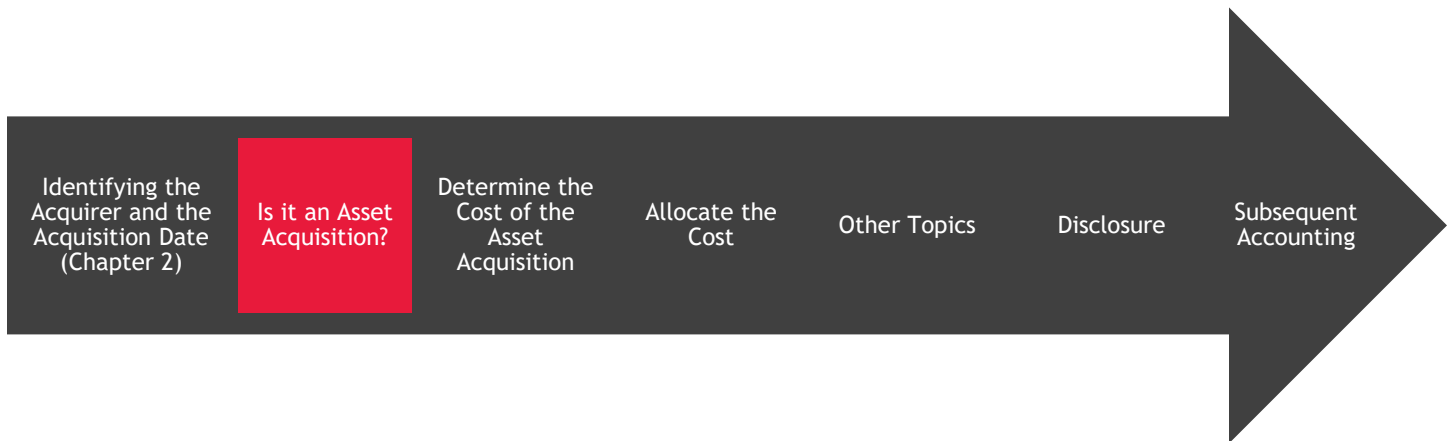 Identifying the
Acquirer and the
Acquisition Date
(Chapter 2)
Is it an Asset
Acquisition?
Determine the
Cost of the
Asset
Acquisition
Allocate the
Cost
Other Topics
Disclosure
Subsequent
Accounting